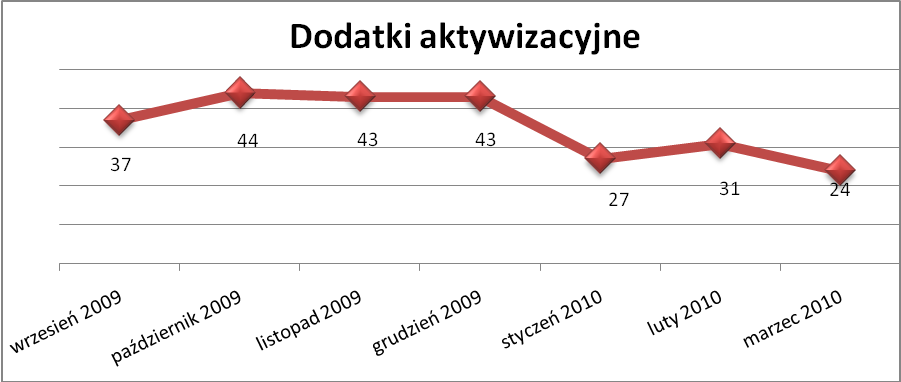 Dodatki aktywizacyjne
37
44
43
43
27
31
24
wrzesień 2009
październik 2009
listopad 2009
grudzień 2009
styczeń 2010
luty 2010
marzec 2010